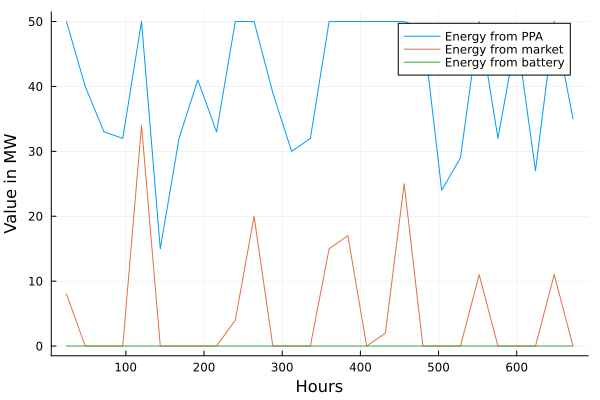 50
40
30
20
10
0
Value in MW
Energy from PPA
Energy from market
Energy from battery
100 200 300 400 500 600
Hours